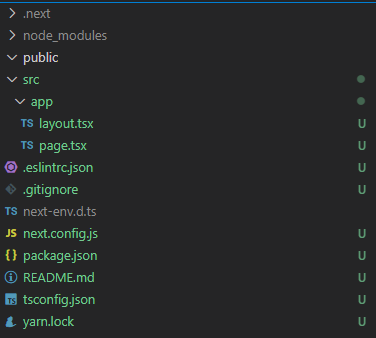 .next
node_modules
public
src
app
TS layout.tsx U
TS page.tsx U
.eslintrc.json U
.gitignore U
TS next-env.d.ts
JS next.config.js U
{} package.json U
README.md U
TS tsconfig.json U
yarn.lock U